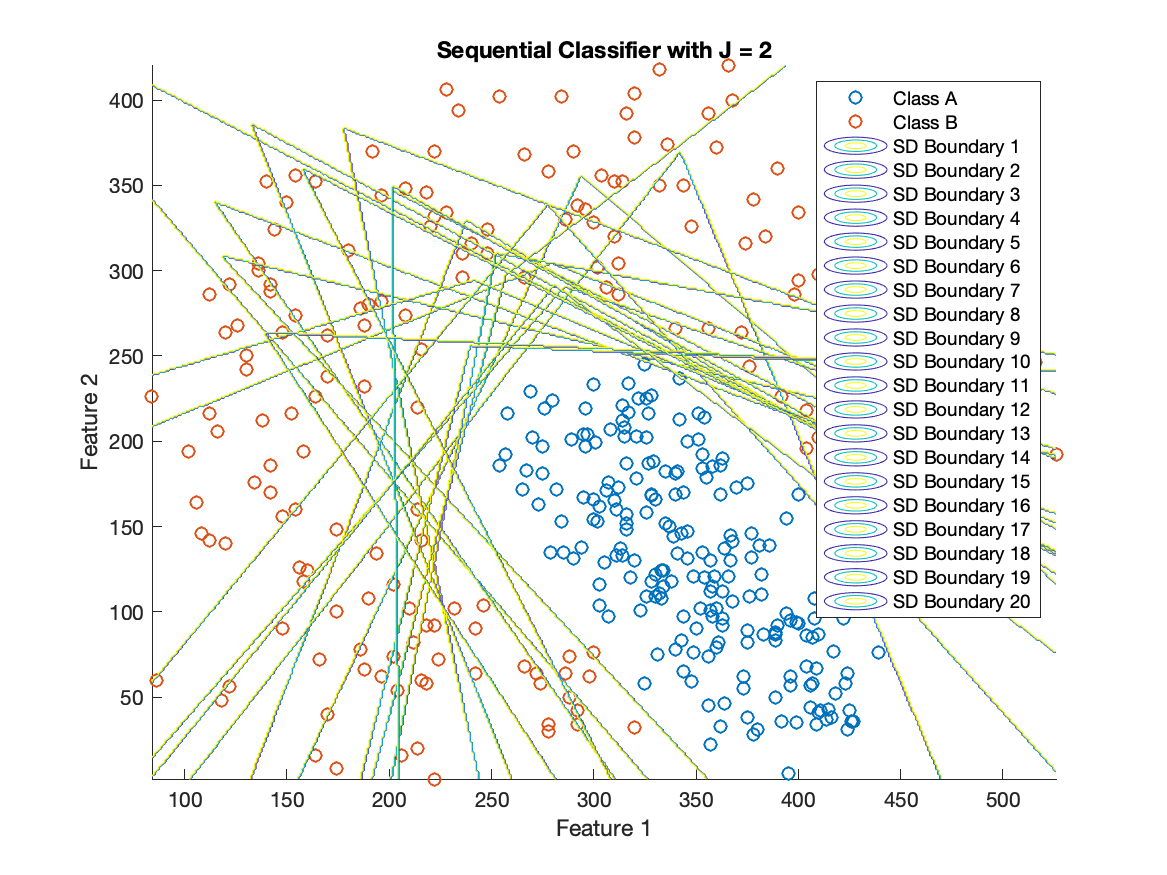 Sequential Classifier with J = 2
Class A
Class B
SD Boundary 1
SD Boundary 2
SD Boundary 3
SD Boundary 4
SD Boundary 5
SD Boundary 6
SD Boundary 7
SD Boundary 8
SD Boundary 9
SD Boundary 10
SD Boundary 11
SD Boundary 12
SD Boundary 13
SD Boundary 14
SD Boundary 15
SD Boundary 16
SD Boundary 17
SD Boundary 18
SD Boundary 19
SD Boundary 20
Feature 2
400
350
300
250
200
150
100
50
100 150 200 250 300 350 400 450 500
Feature 1